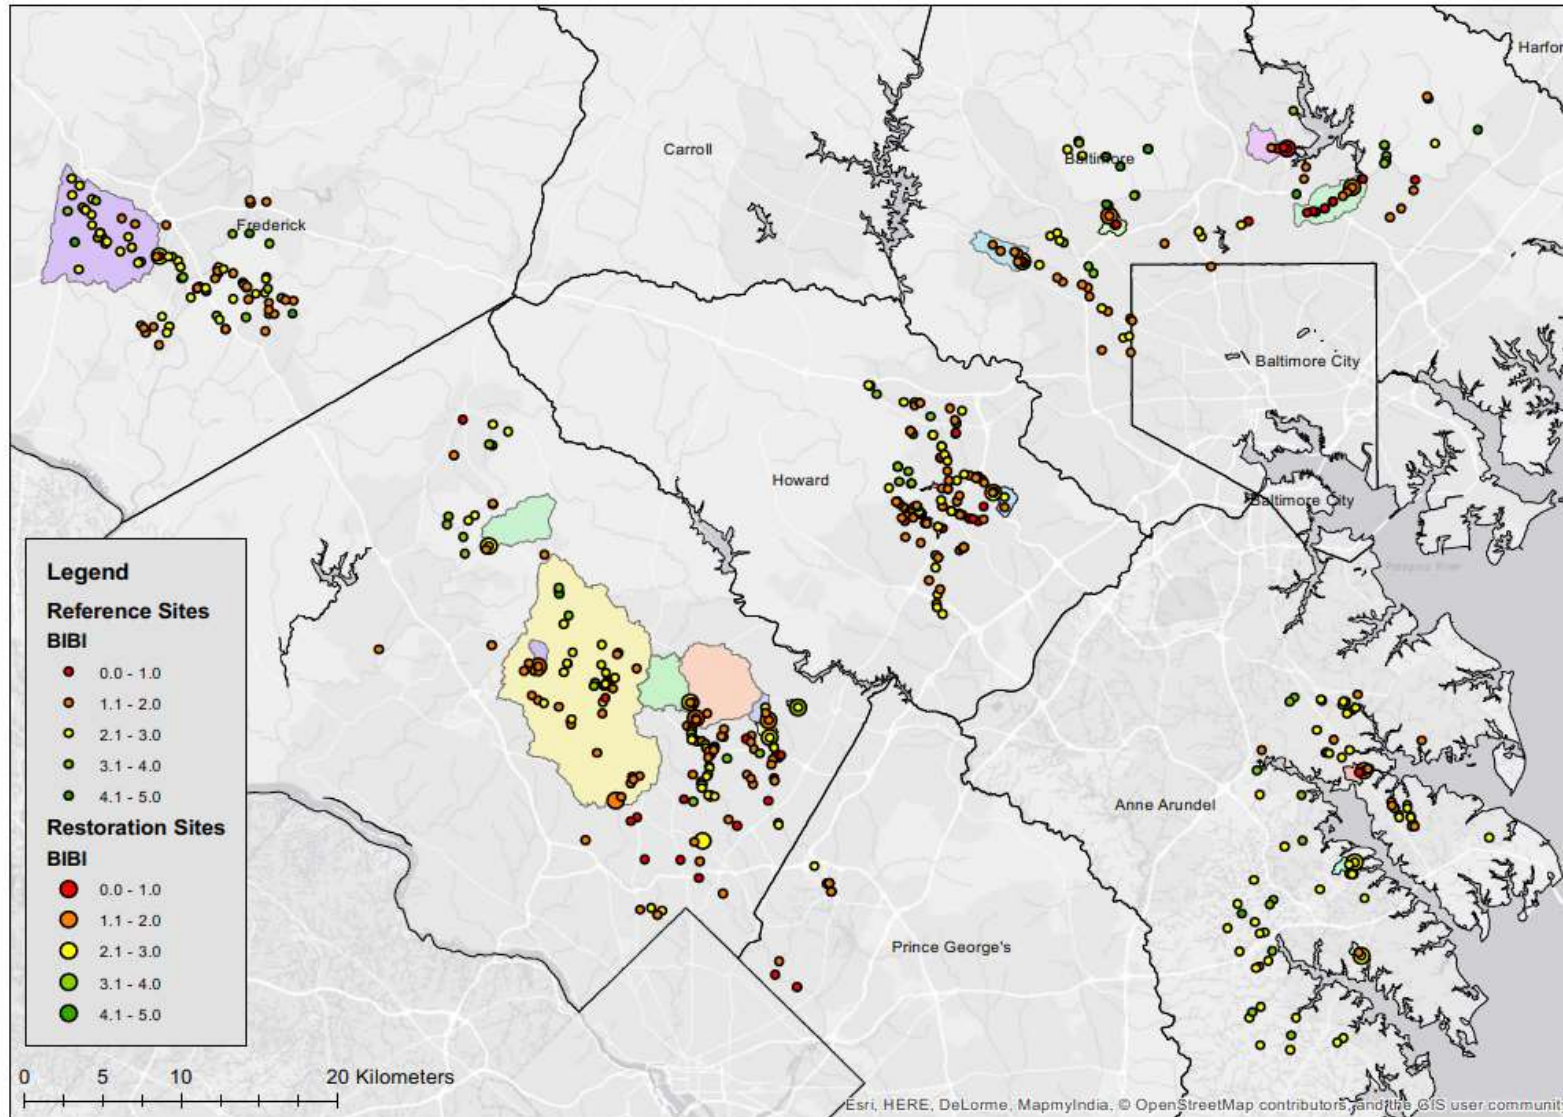 Harfor
Carroll
Baltimore
Frederick
Baltimore City
Howard
Baltimore City
Patapsco River
Anne Arundel
Prince George's
Legend
Reference Sites
BIBI
0.0 - 1.0
1.1 - 2.0
2.1 - 3.0
3.1 - 4.0
4.1 - 5.0
Restoration Sites
BIBI
0.0 - 1.0
1.1 - 2.0
2.1 - 3.0
3.1 - 4.0
4.1 - 5.0
0 5 10 20 Kilometers
Esri, HERE, DeLorme, MapmyIndia, © OpenStreetMap contributors, and the GIS user communit